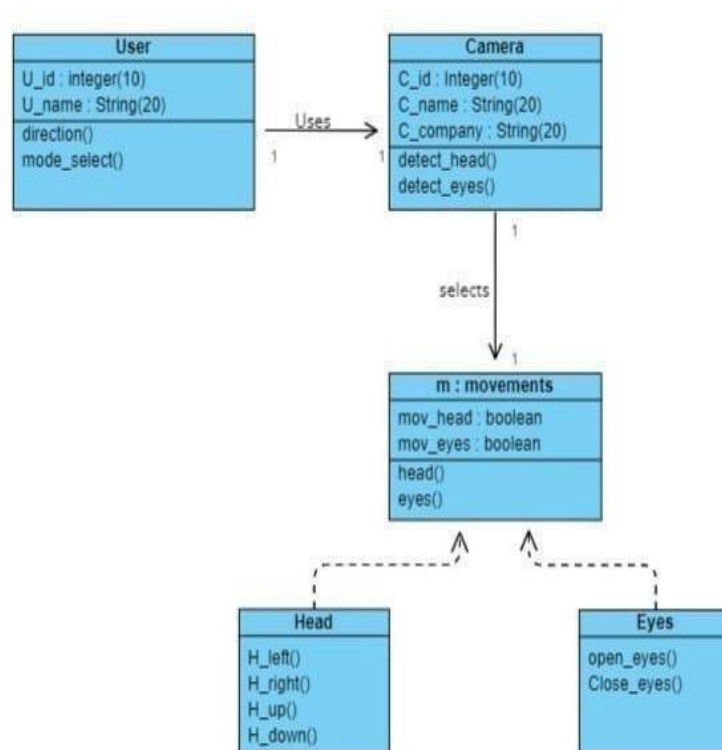 User
U_id : integer(10)
U_name : String(20)
direction()
mode_select()
Uses
1
1
Camera
C_id : Integer(10)
C_name : String(20)
C_company : String(20)
detect_head()
detect_eyes()
1
selects
1
m : movements
mov_head : boolean
mov_eyes : boolean
head()
eyes()
Head
H_left()
H_right()
H_up()
H_down()
Eyes
open_eyes()
Close_eyes()